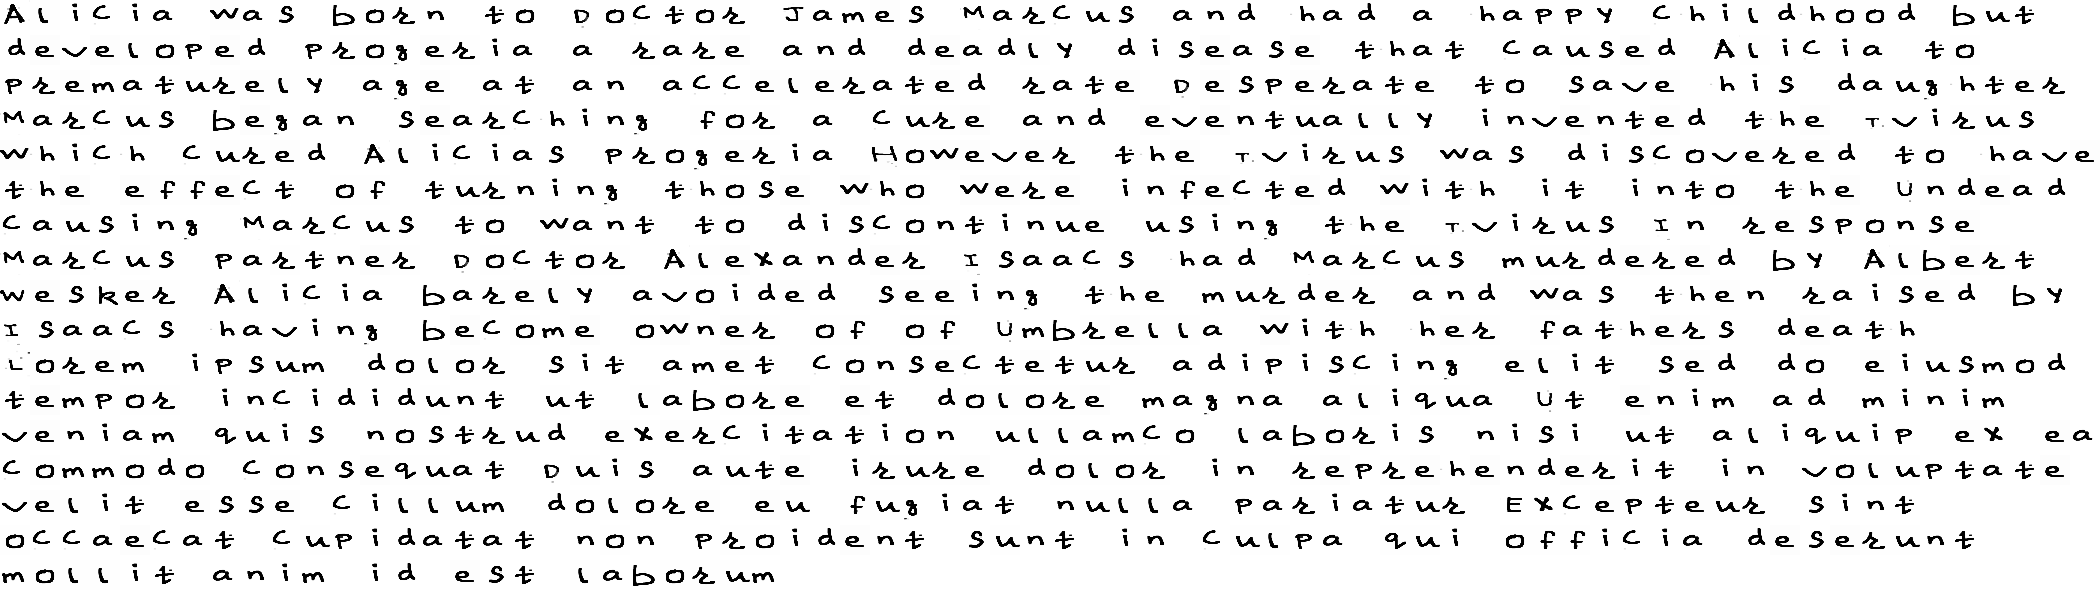 Alicia was born to Doctor James Marcus and had a happy childhood but
developed progeria a rare and deadly disease that caused Alicia to
prematurely age at an accelerated rate Desperate to save his daughter
Marcus began searching for a cure and eventually invented the T.virus
which cured Alicias progeria However the T.virus was discovered to have
the effect of turning those who were infected with it into the undead
causing Marcus to want to discontinue using the T.virus In response
Marcus partner Doctor Alexander Isaacs had Marcus murdered by Albert
Wesker Alicia barely avoided seeing the murder and was then raised by
Isaacs having become owner of of Umbrella with her fathers death
Lorem ipsum dolor sit amet consectetur adipiscing elit sed do eiusmod
tempor incididunt ut labore et dolore magna aliqua Ut enim ad minim
veniam quis nostrud exercitation ullamco laboris nisi ut aliquip ex ea
commodo consequat Duis aute irure dolor in reprehenderit in voluptate
velit esse cillum dolore eu fugiat nulla pariatur Excepteur sint
occaecat cupidatat non proident sunt in culpa qui officia deserunt
mollit anim id est laborum